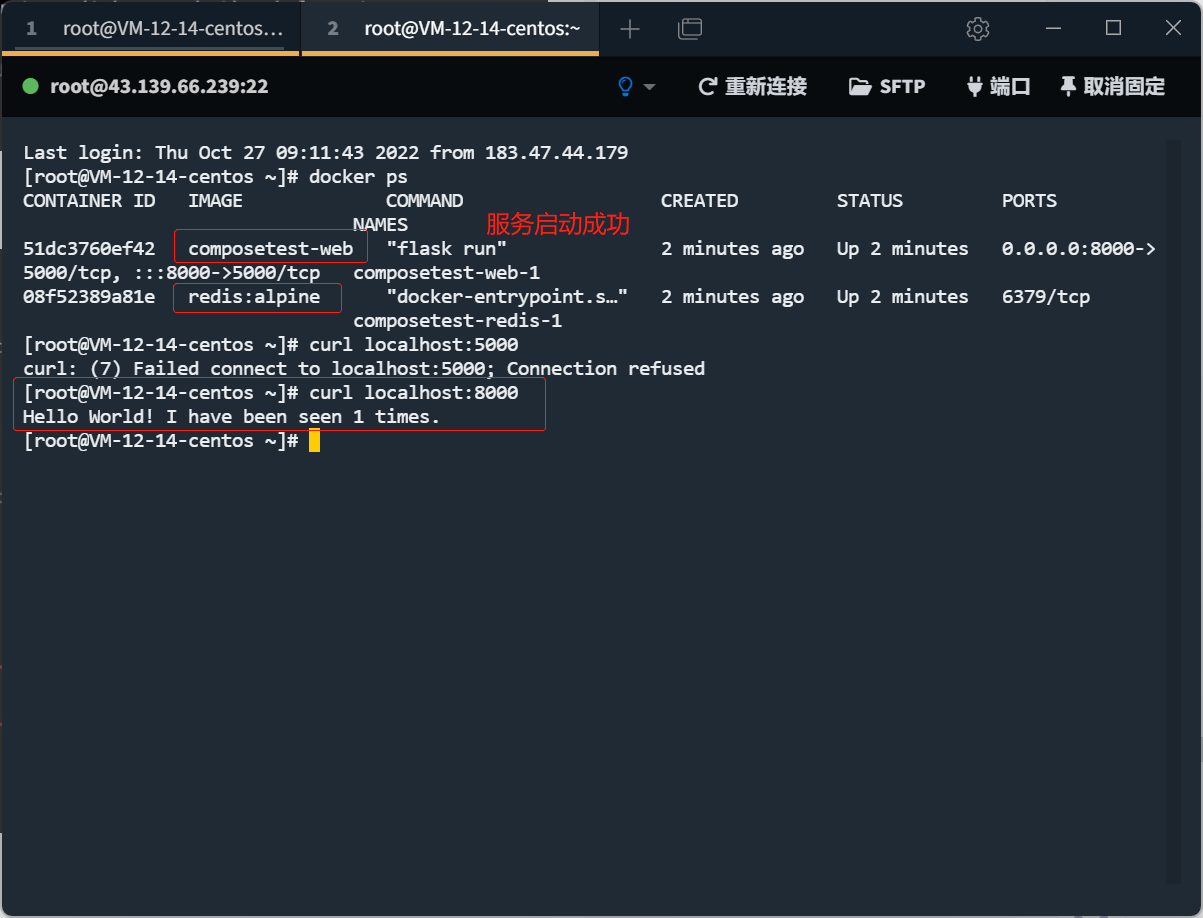 1 root@VM-12-14-centos... 2 root@VM-12-14-centos:~
root@43.139.66.239:22 重新连接 SFTP 端口 取消固定
Last login: Thu Oct 27 09:11:43 2022 from 183.47.44.179
[root@VM-12-14-centos ~]# docker ps
CONTAINER ID IMAGE COMMAND CREATED STATUS PORTS
NAMES 服务启动成功
51dc3760ef42 composetest-web "flask run" 2 minutes ago Up 2 minutes 0.0.0.0:8000->
5000/tcp, :::8000->5000/tcp composetest-web-1
08f52389a81e redis:alpine "docker-entrypoint.s…" 2 minutes ago Up 2 minutes 6379/tcp
composetest-redis-1
[root@VM-12-14-centos ~]# curl localhost:5000
curl: (7) Failed connect to localhost:5000; Connection refused
[root@VM-12-14-centos ~]# curl localhost:8000
Hello World! I have been seen 1 times.
[root@VM-12-14-centos ~]#